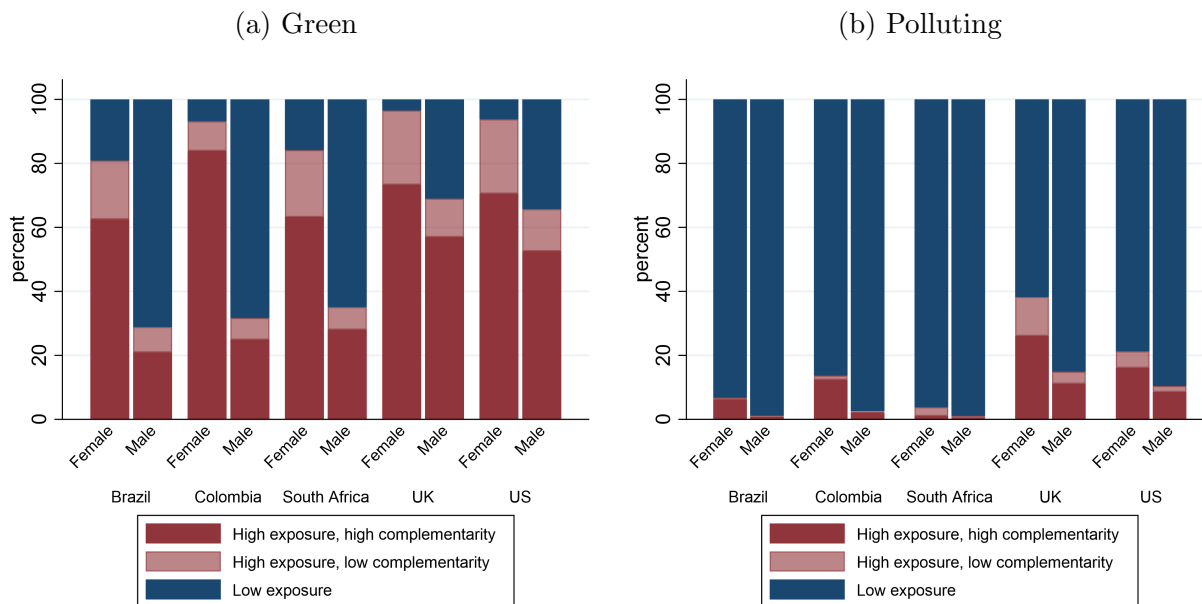 (a) Green
percent
0
20
40
60
80
100
Female
Male
Female
Male
Female
Male
Female
Male
Female
Male
Brazil
Colombia
South Africa
UK
US
High exposure, high complementarity
High exposure, low complementarity
Low exposure
(b) Polluting
percent
0
20
40
60
80
100
Female
Male
Female
Male
Female
Male
Female
Male
Female
Male
Brazil
Colombia
South Africa
UK
US
High exposure, high complementarity
High exposure, low complementarity
Low exposure